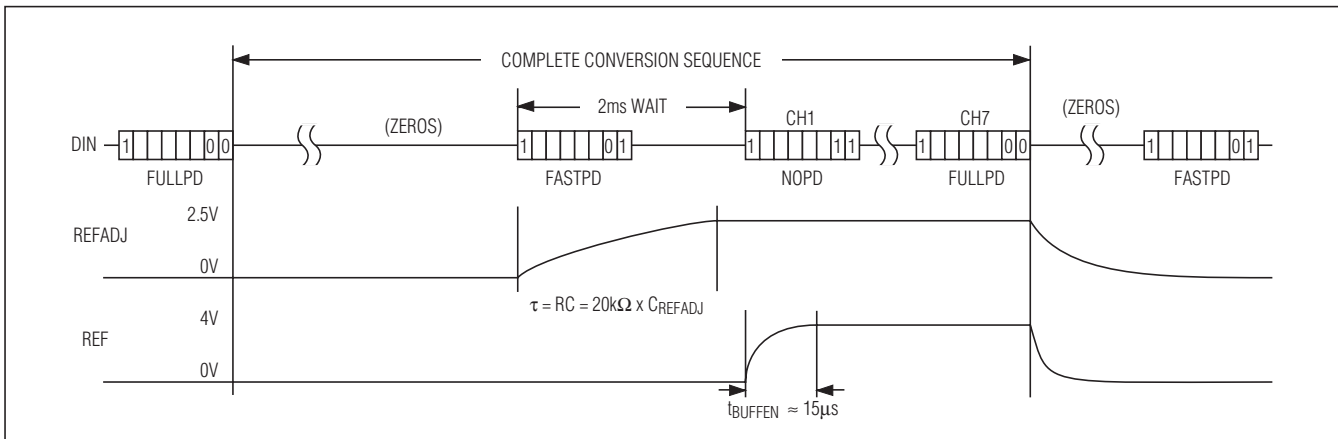 COMPLETE CONVERSION SEQUENCE
2ms WAIT
(ZEROS) CH1 CH7 (ZEROS)
DIN 1 0 0 1 0 1 1 1 1 1 0 0 1 0 1
FULLPD FASTPD NOPD FULLPD FASTPD
2.5V
REFADJ
0V
τ = RC = 20kΩ x CREFADJ
4V
REF
0V
tBUFFEN ≈ 15µs